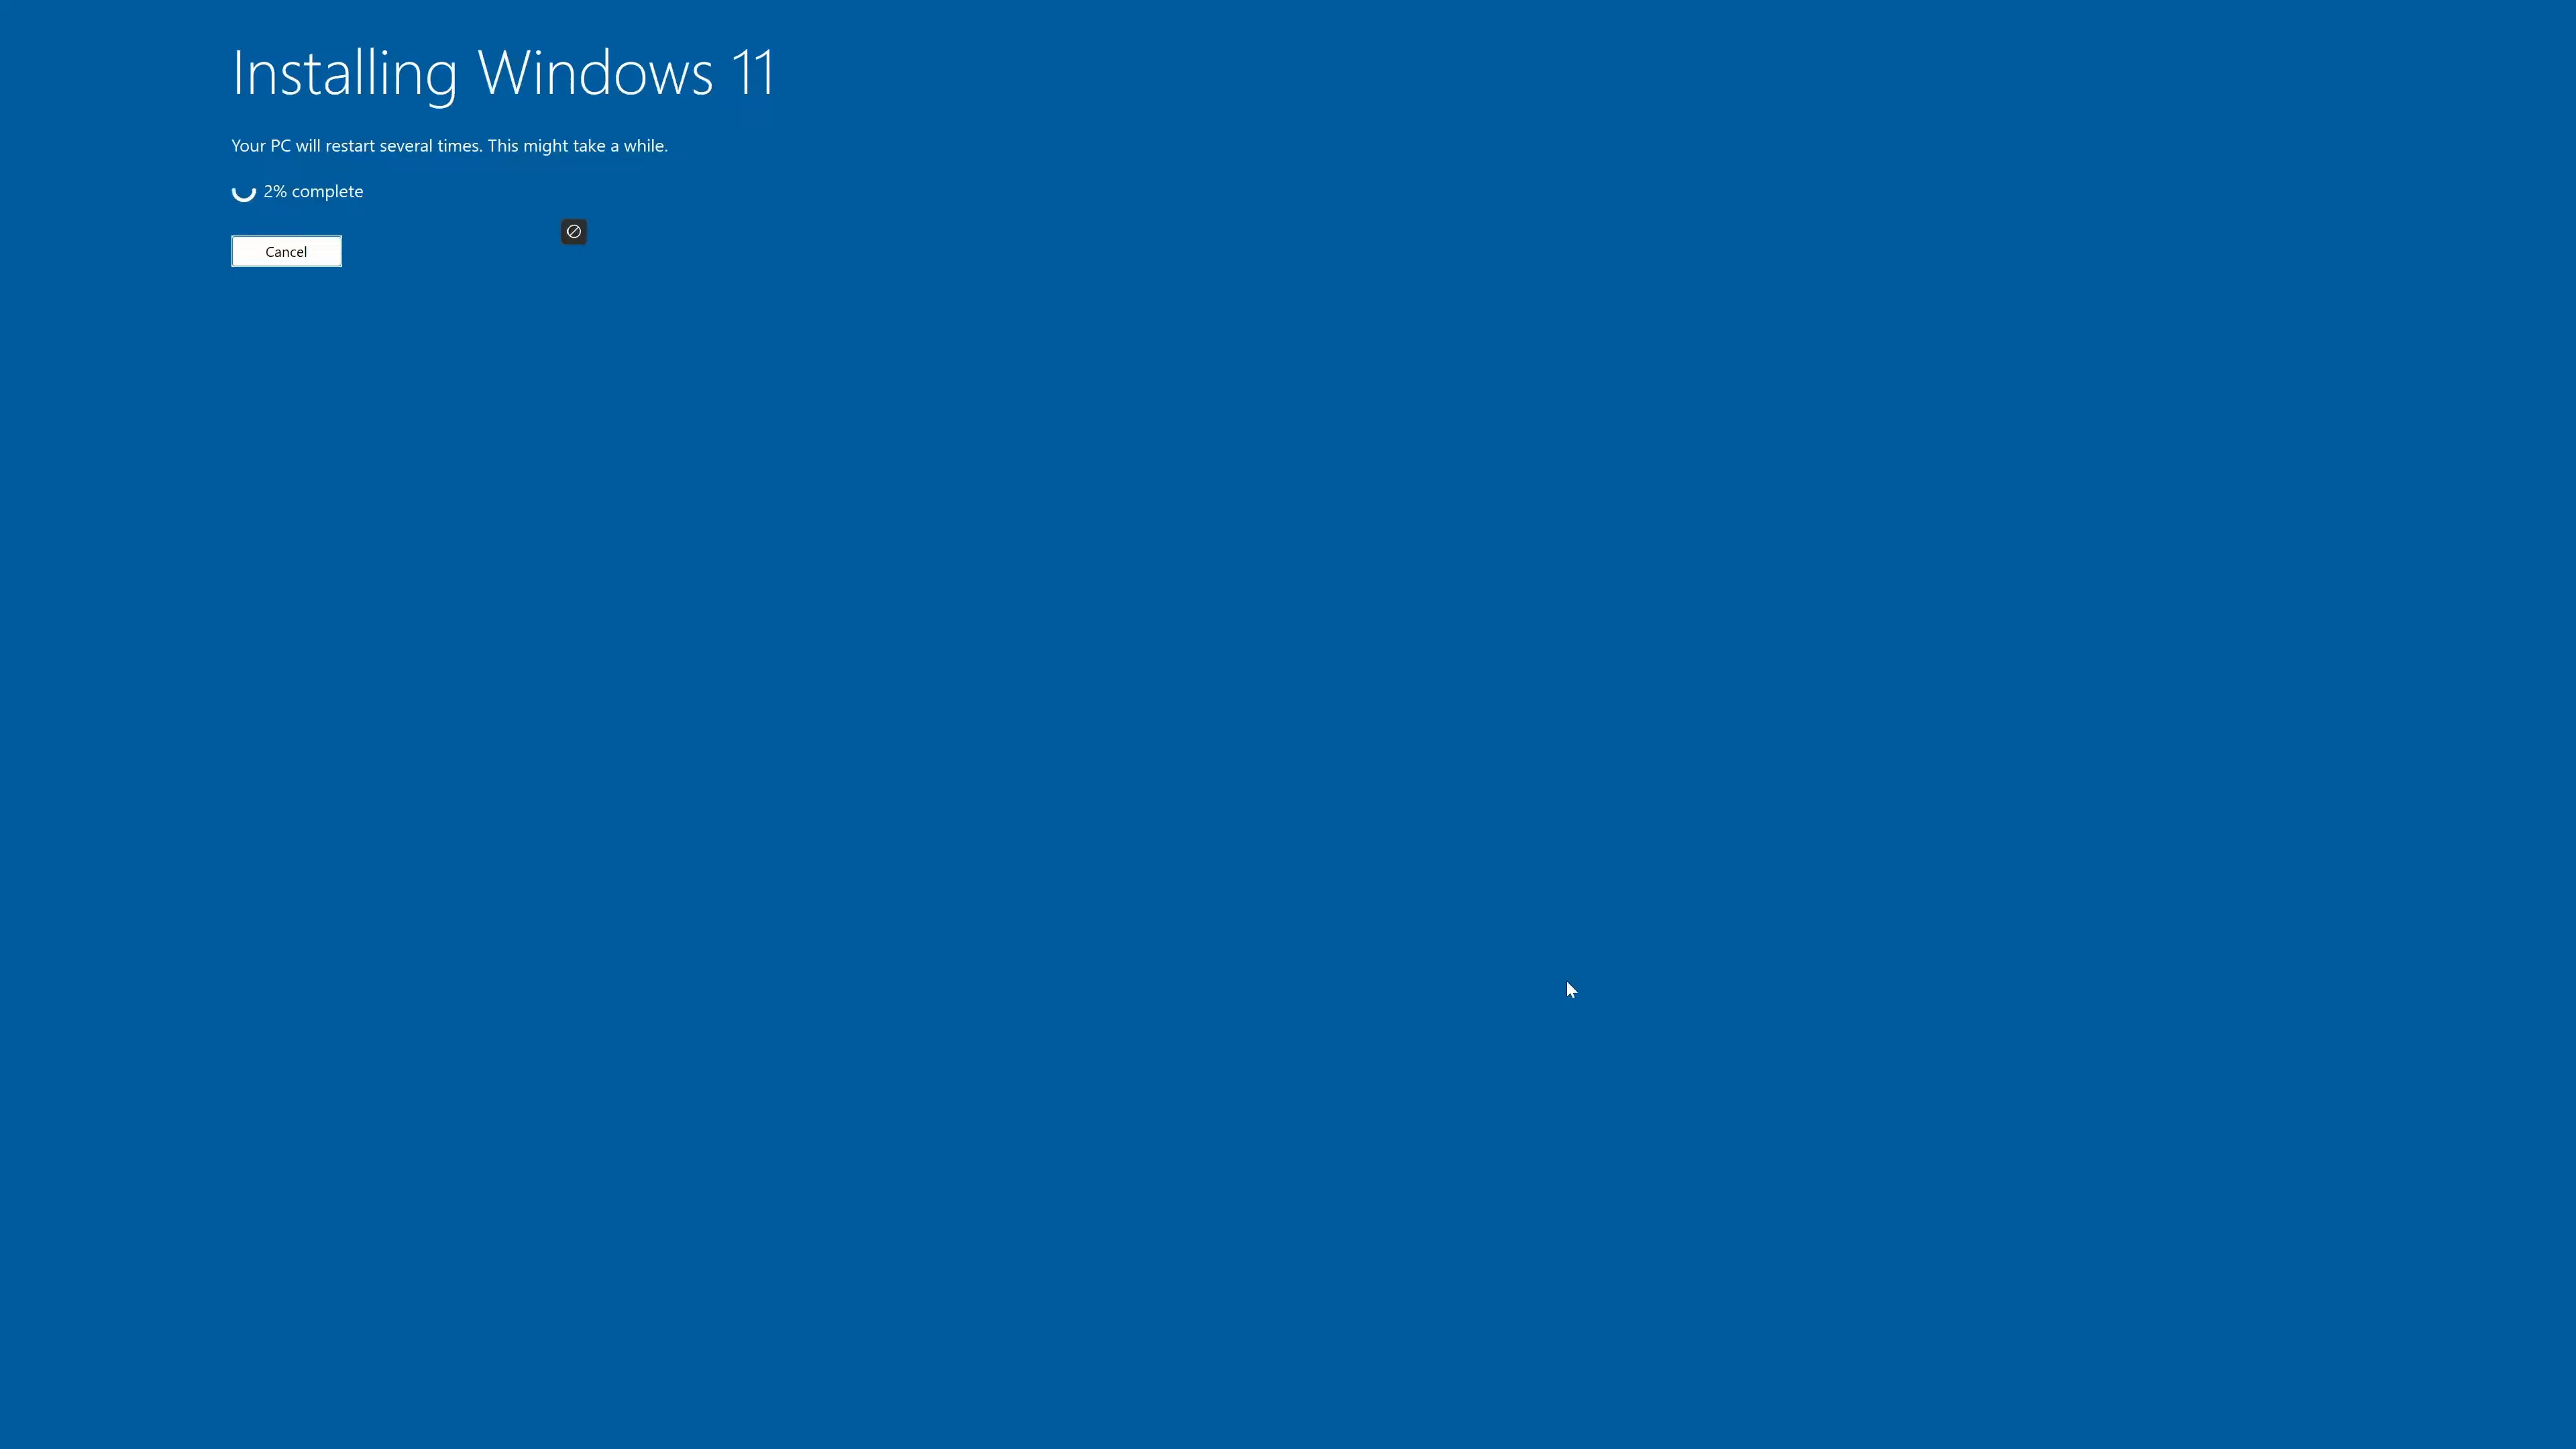 Installing Windows 11
Your PC will restart several times. This might take a while.
2% complete
Cancel